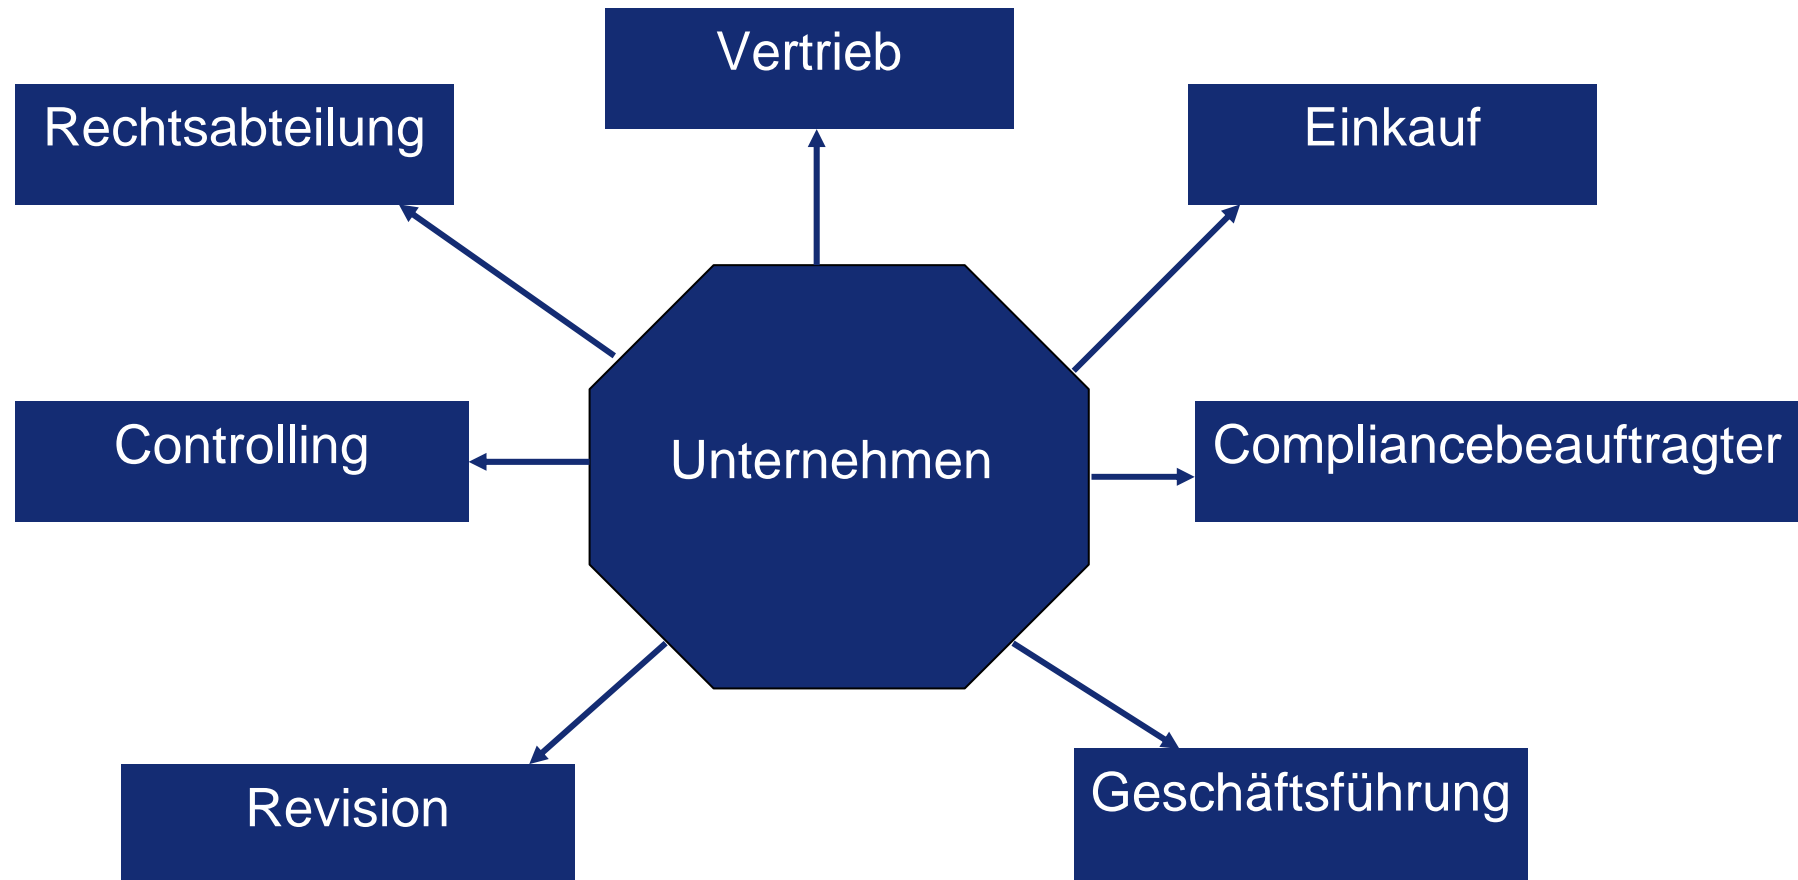 Vertrieb
Rechtsabteilung
Einkauf
Controlling
Unternehmen
Compliancebeauftragter
Revision
Geschäftsführung